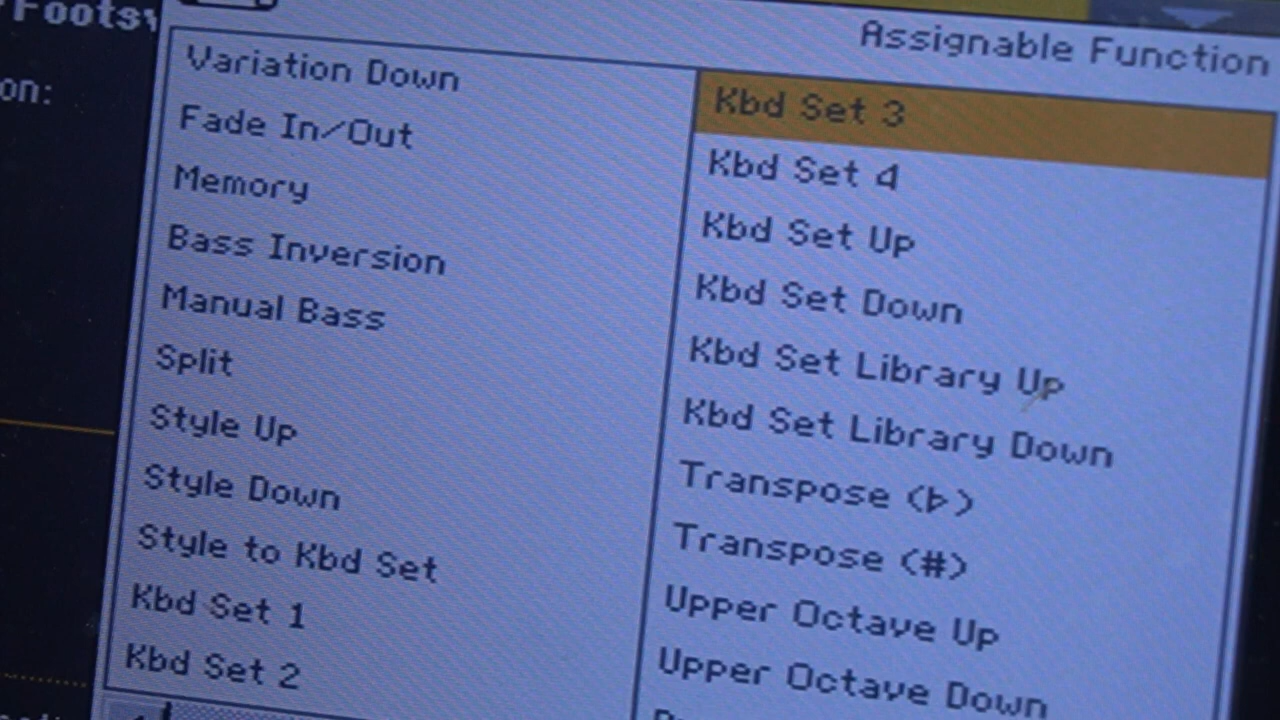 Assignable Function
on:
Variation Down
Fade In/Out
Memory
Bass Inversion
Manual Bass
Split
Style Up
Style Down
Style to Kbd Set
Kbd Set 1
Kbd Set 2
Kbd Set 3
Kbd Set 4
Kbd Set Up
Kbd Set Down
Kbd Set Library Up
Kbd Set Library Down
Transpose (♭)
Transpose (#)
Upper Octave Up
Upper Octave Down